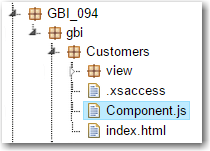 GBI_094
gbi
Customers
view
.xsaccess
Component.js
index.html